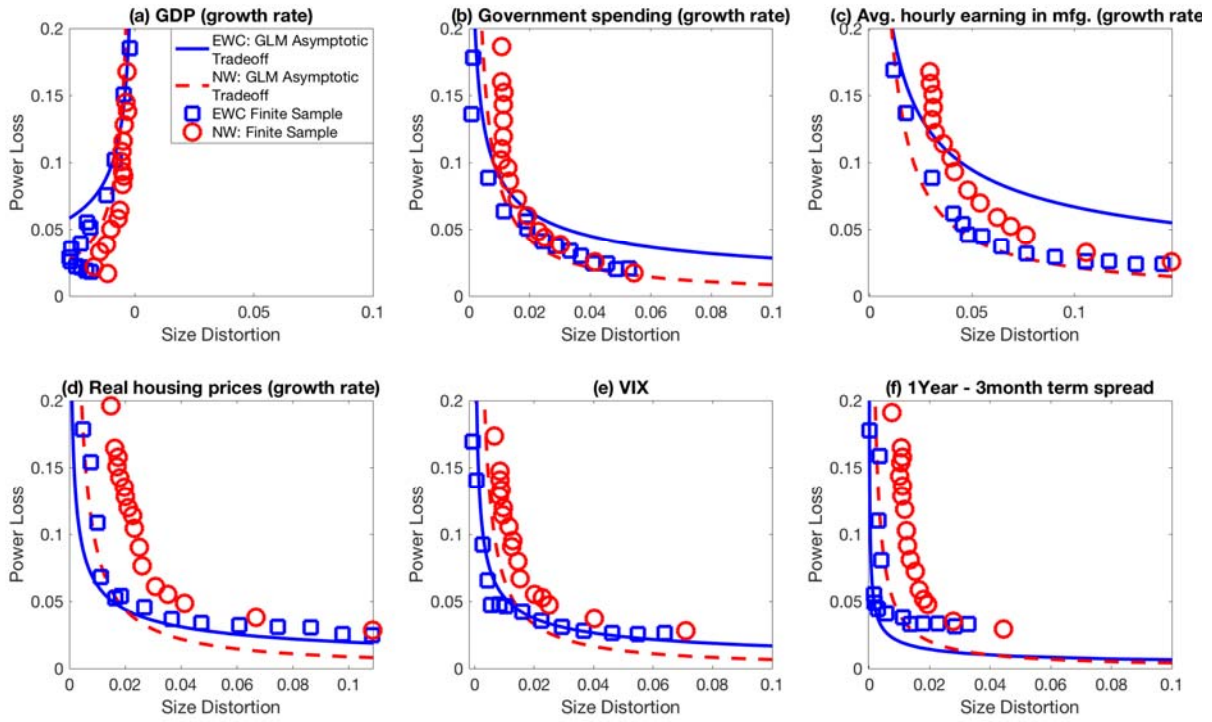 (a) GDP (growth rate)
0.2
0.15
0.1
0.05
0
Power Loss
0
0.05
0.1
Size Distortion
EWC: GLM Asymptotic
Tradeoff
NW: GLM Asymptotic
Tradeoff
EWC Finite Sample
NW: Finite Sample
(b) Government spending (growth rate)
0.2
0.15
0.1
0.05
0
Power Loss
0 0.02 0.04 0.06 0.08 0.1
Size Distortion
(c) Avg. hourly earning in mfg. (growth rate
0.2
0.15
0.1
0.05
0
Power Loss
0 0.05 0.1
Size Distortion
(d) Real housing prices (growth rate)
0.2
0.15
0.1
0.05
0
Power Loss
0 0.02 0.04 0.06 0.08 0.1
Size Distortion
(e) VIX
0.2
0.15
0.1
0.05
0
Power Loss
0 0.02 0.04 0.06 0.08 0.1
Size Distortion
(f) 1Year - 3month term spread
0.2
0.15
0.1
0.05
0
Power Loss
0 0.02 0.04 0.06 0.08 0.1
Size Distortion